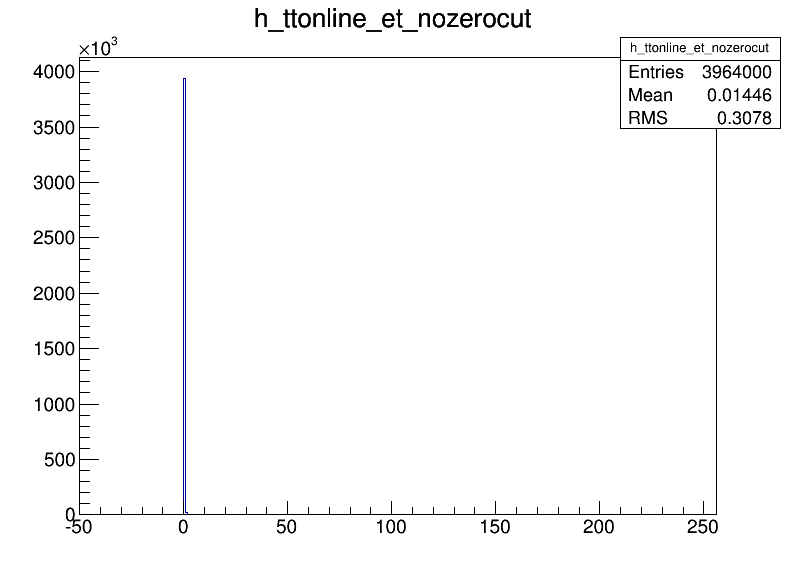 h_ttonline_et_nozerocut
×10³
h_ttonline_et_nozerocut
Entries 3964000
Mean 0.01446
RMS 0.3078
4000
3500
3000
2500
2000
1500
1000
500
0
-50 0 50 100 150 200 250